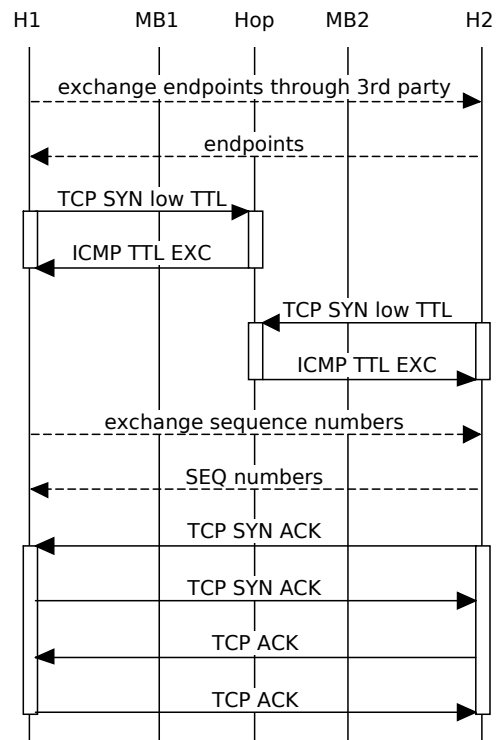 H1 MB1 Hop MB2 H2
exchange endpoints through 3rd party
endpoints
TCP SYN low TTL
ICMP TTL EXC
TCP SYN low TTL
ICMP TTL EXC
exchange sequence numbers
SEQ numbers
TCP SYN ACK
TCP SYN ACK
TCP ACK
TCP ACK